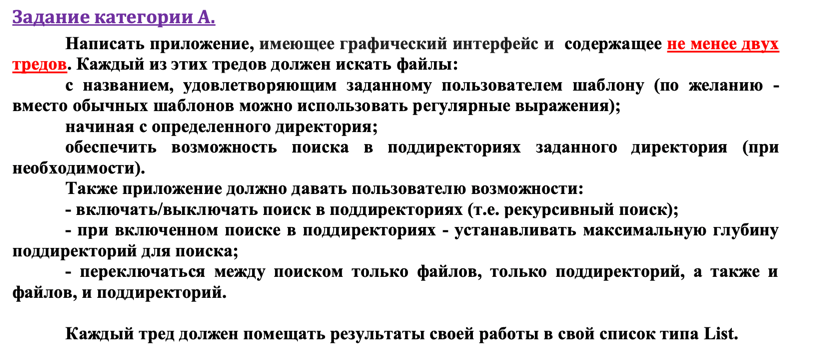 Задание категории А.
Написать приложение, имеющее графический интерфейс и содержащее не менее двух
тредов. Каждый из этих тредов должен искать файлы:
с названием, удовлетворяющим заданному пользователем шаблону (по желанию -
вместо обычных шаблонов можно использовать регулярные выражения);
начиная с определенного директория;
обеспечить возможность поиска в поддиректориях заданного директория (при
необходимости).
Также приложение должно давать пользователю возможности:
- включать/выключать поиск в поддиректориях (т.е. рекурсивный поиск);
- при включенном поиске в поддиректориях - устанавливать максимальную глубину
поддиректорий для поиска;
- переключаться между поиском только файлов, только поддиректорий, а также и
файлов, и поддиректорий.
Каждый тред должен помещать результаты своей работы в свой список типа List.